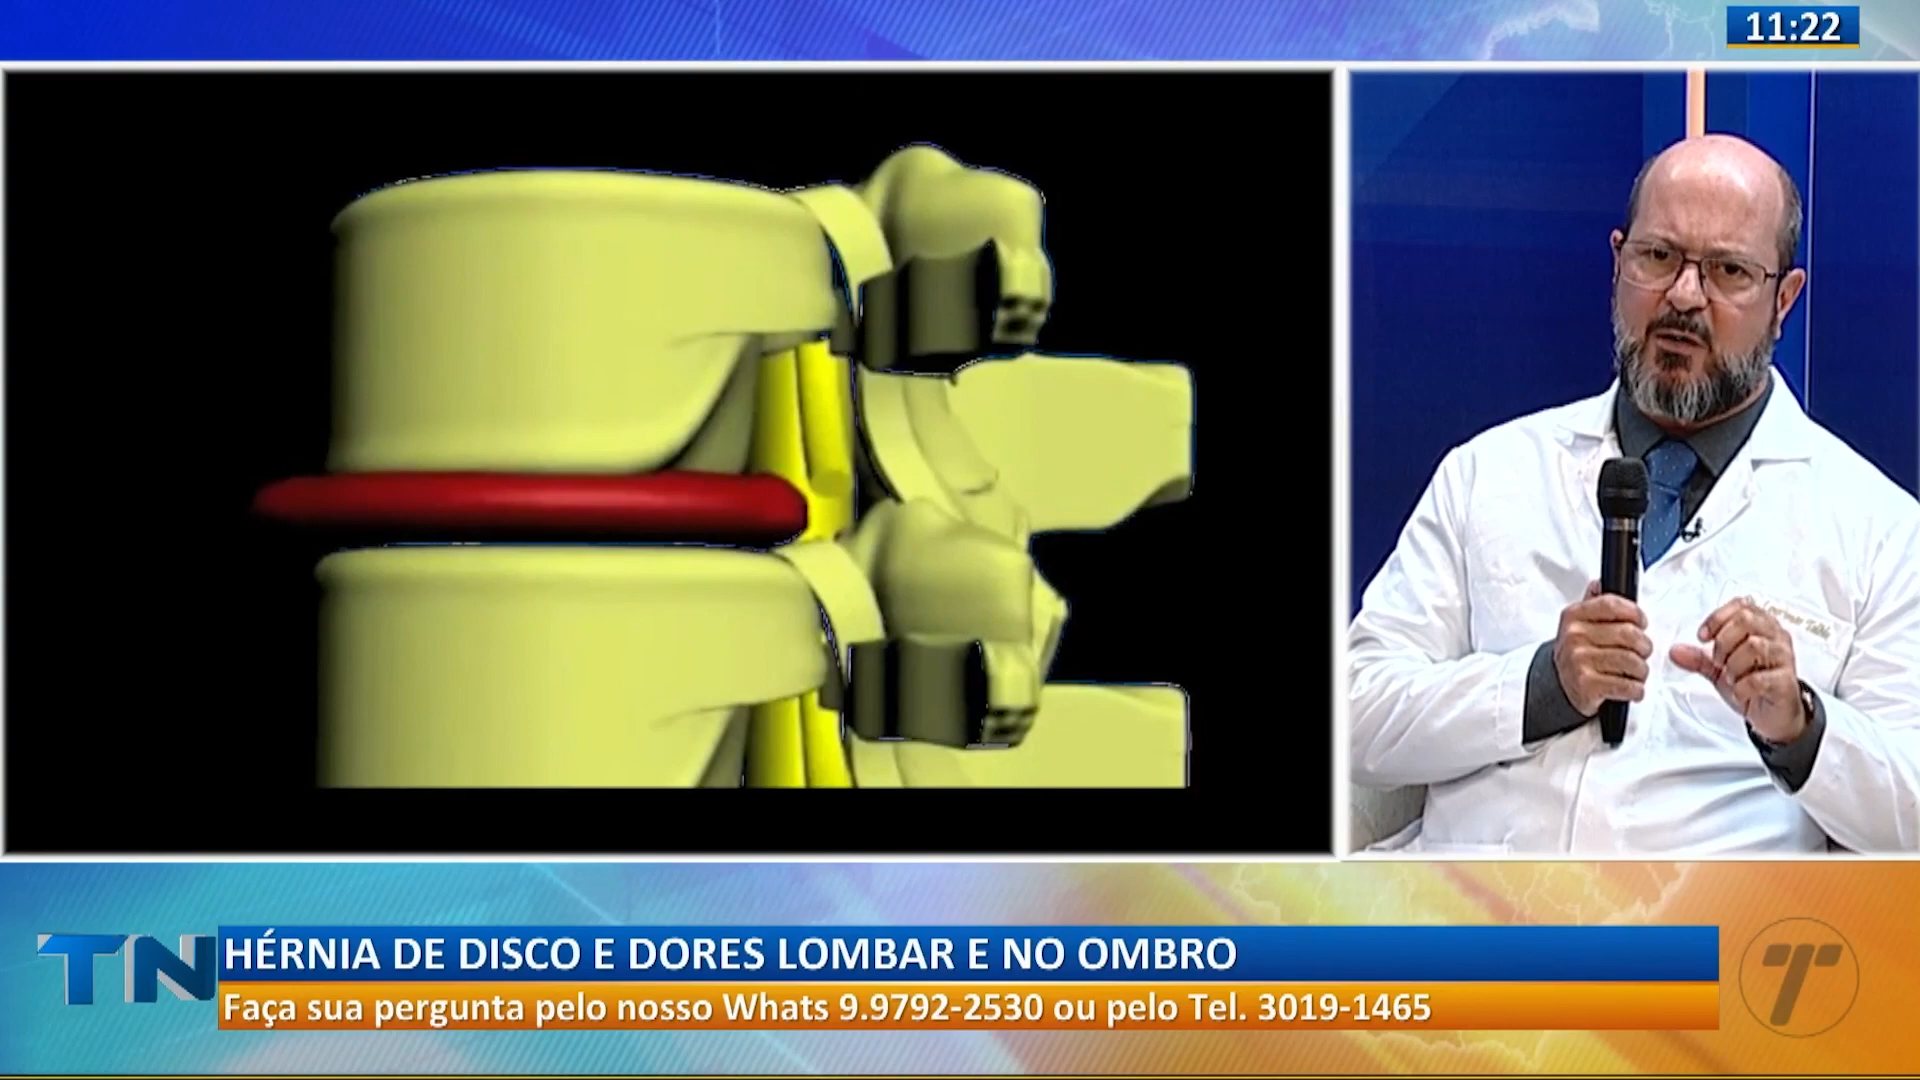 11:22
TN
HÉRNIA DE DISCO E DORES LOMBAR E NO OMBRO
Faça sua pergunta pelo nosso Whats 9.9792-2530 ou pelo Tel. 3019-1465
T